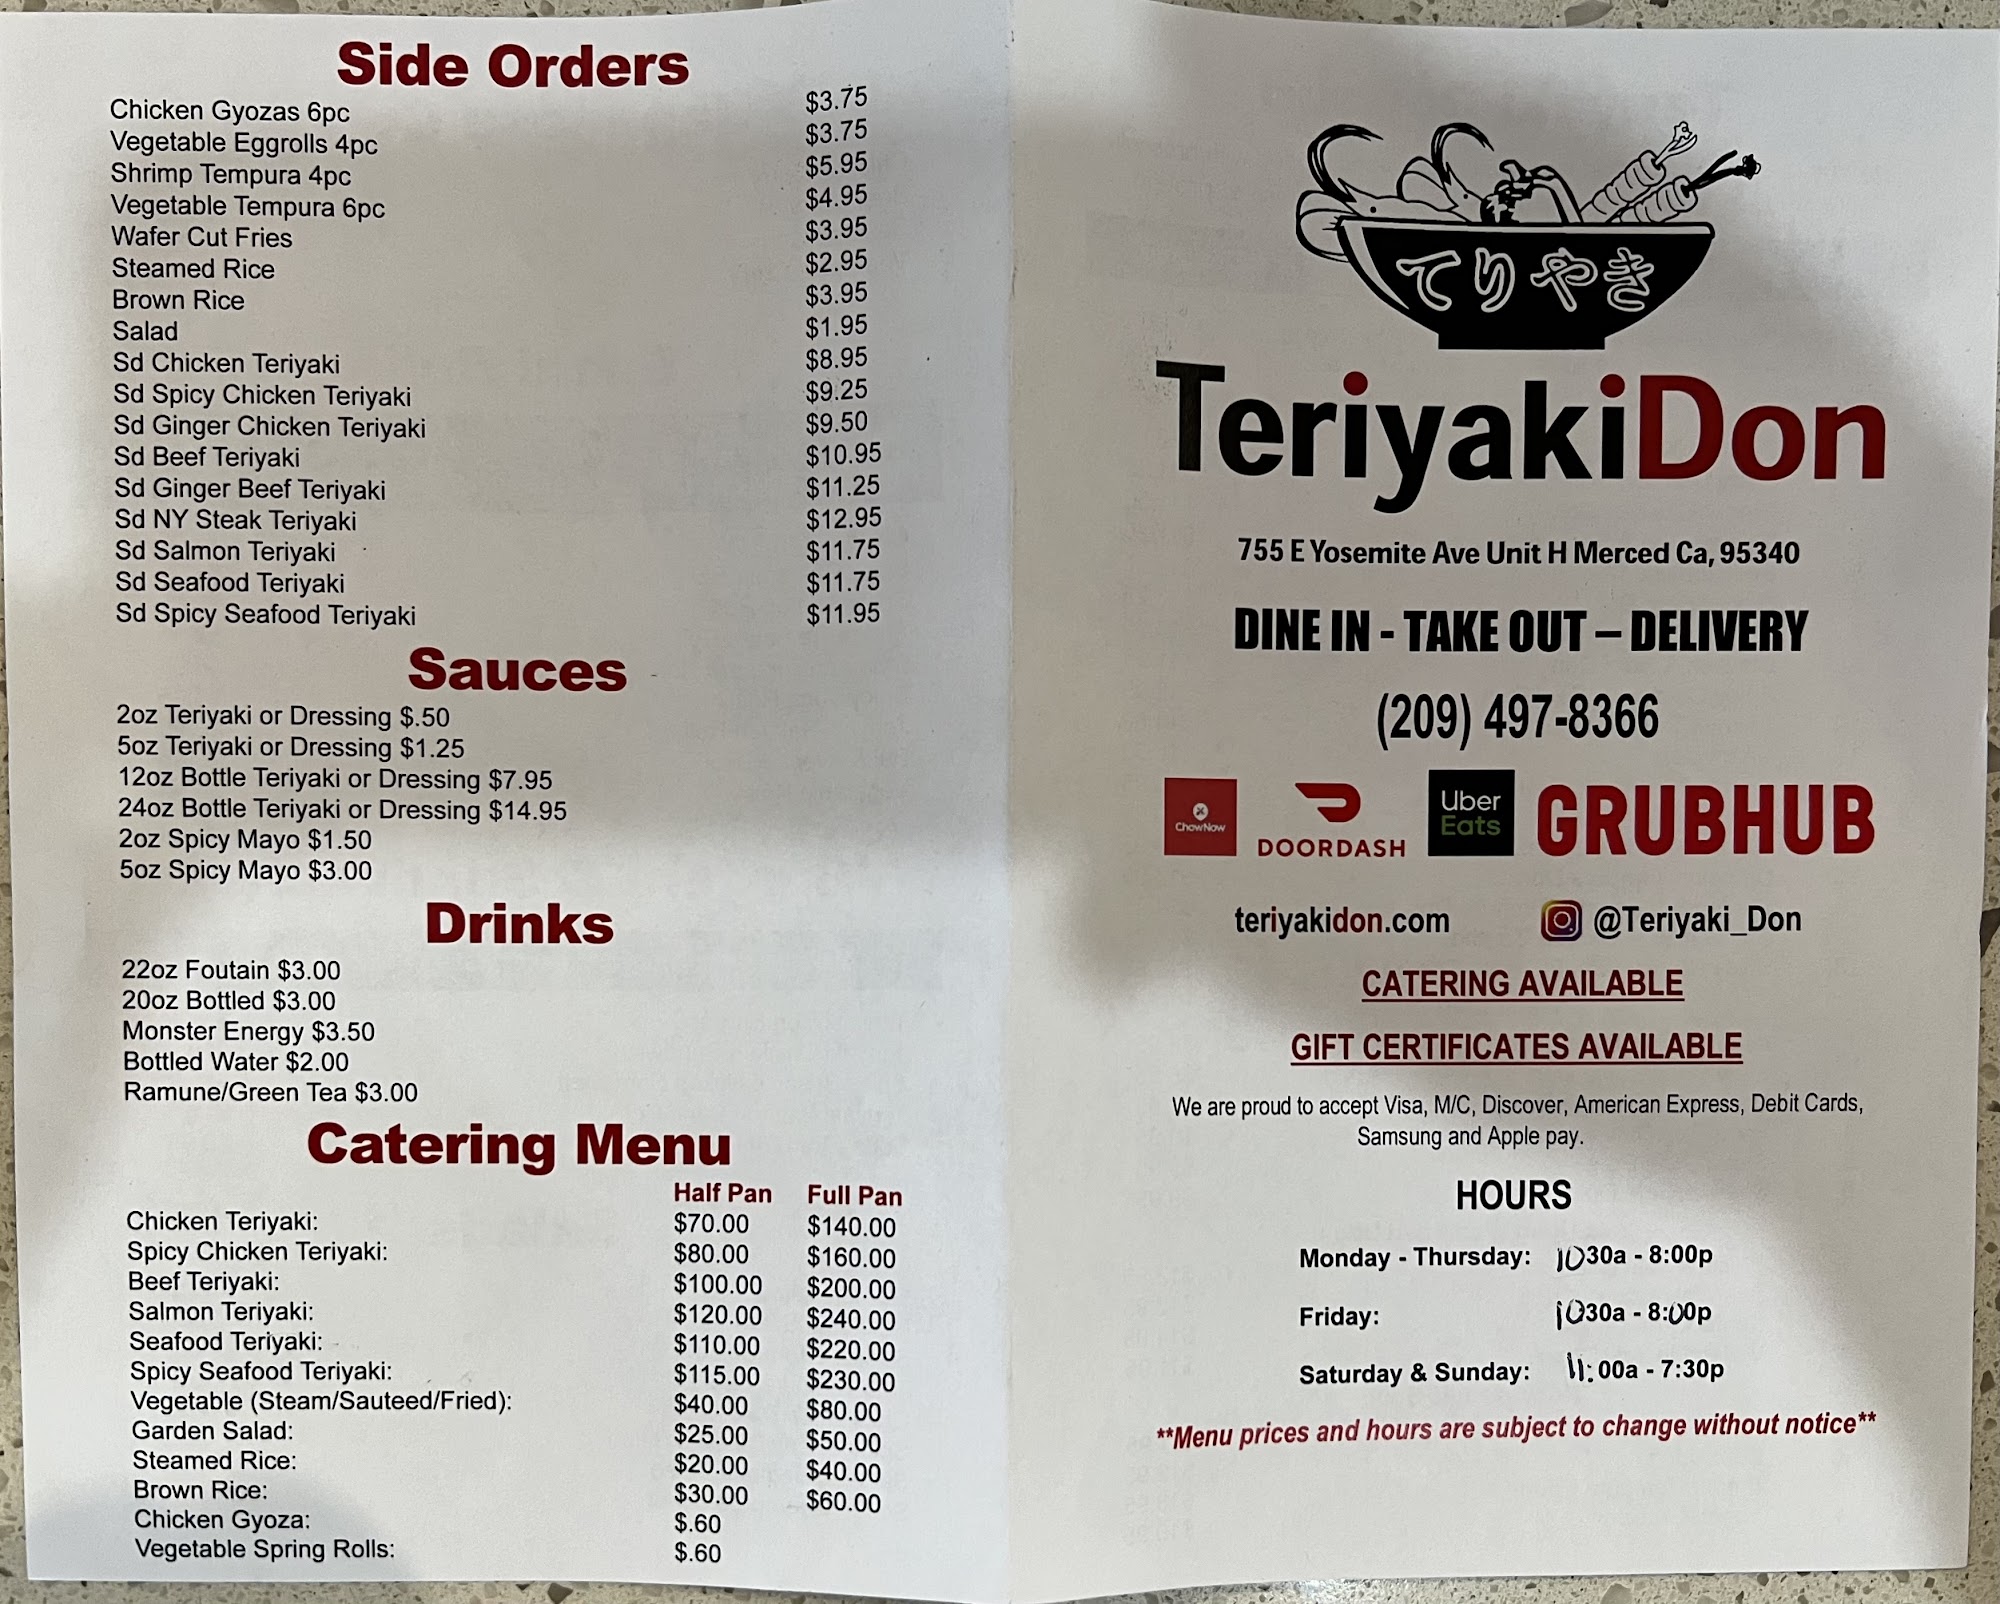 Side Orders
Chicken Gyozas 6pc $3.75
Vegetable Eggrolls 4pc $3.75
Shrimp Tempura 4pc $5.95
Vegetable Tempura 6pc $4.95
Wafer Cut Fries $3.95
Steamed Rice $2.95
Brown Rice $3.95
Salad $1.95
Sd Chicken Teriyaki $8.95
Sd Spicy Chicken Teriyaki $9.25
Sd Ginger Chicken Teriyaki $9.50
Sd Beef Teriyaki $10.95
Sd Ginger Beef Teriyaki $11.25
Sd NY Steak Teriyaki $12.95
Sd Salmon Teriyaki $11.75
Sd Seafood Teriyaki $11.75
Sd Spicy Seafood Teriyaki $11.95
Sauces
2oz Teriyaki or Dressing $.50
5oz Teriyaki or Dressing $1.25
12oz Bottle Teriyaki or Dressing $7.95
24oz Bottle Teriyaki or Dressing $14.95
2oz Spicy Mayo $1.50
5oz Spicy Mayo $3.00
Drinks
22oz Foutain $3.00
20oz Bottled $3.00
Monster Energy $3.50
Bottled Water $2.00
Ramune/Green Tea $3.00
Catering Menu
Half Pan Full Pan
Chicken Teriyaki: $70.00 $140.00
Spicy Chicken Teriyaki: $80.00 $160.00
Beef Teriyaki: $100.00 $200.00
Salmon Teriyaki: $120.00 $240.00
Seafood Teriyaki: $110.00 $220.00
Spicy Seafood Teriyaki: $115.00 $230.00
Vegetable (Steam/Sauteed/Fried): $40.00 $80.00
Garden Salad: $25.00 $50.00
Steamed Rice: $20.00 $40.00
Brown Rice: $30.00 $60.00
Chicken Gyoza: $.60
Vegetable Spring Rolls: $.60
てりやき
TeriyakiDon
755 E Yosemite Ave Unit H Merced Ca, 95340
DINE IN - TAKE OUT – DELIVERY
(209) 497-8366
ChowNow DOORDASH Uber Eats GRUBHUB
teriyakidon.com @Teriyaki_Don
CATERING AVAILABLE
GIFT CERTIFICATES AVAILABLE
We are proud to accept Visa, M/C, Discover, American Express, Debit Cards,
Samsung and Apple pay.
HOURS
Monday - Thursday: 1030a - 8:00p
Friday: 1030a - 8:00p
Saturday & Sunday: 11:00a - 7:30p
**Menu prices and hours are subject to change without notice**